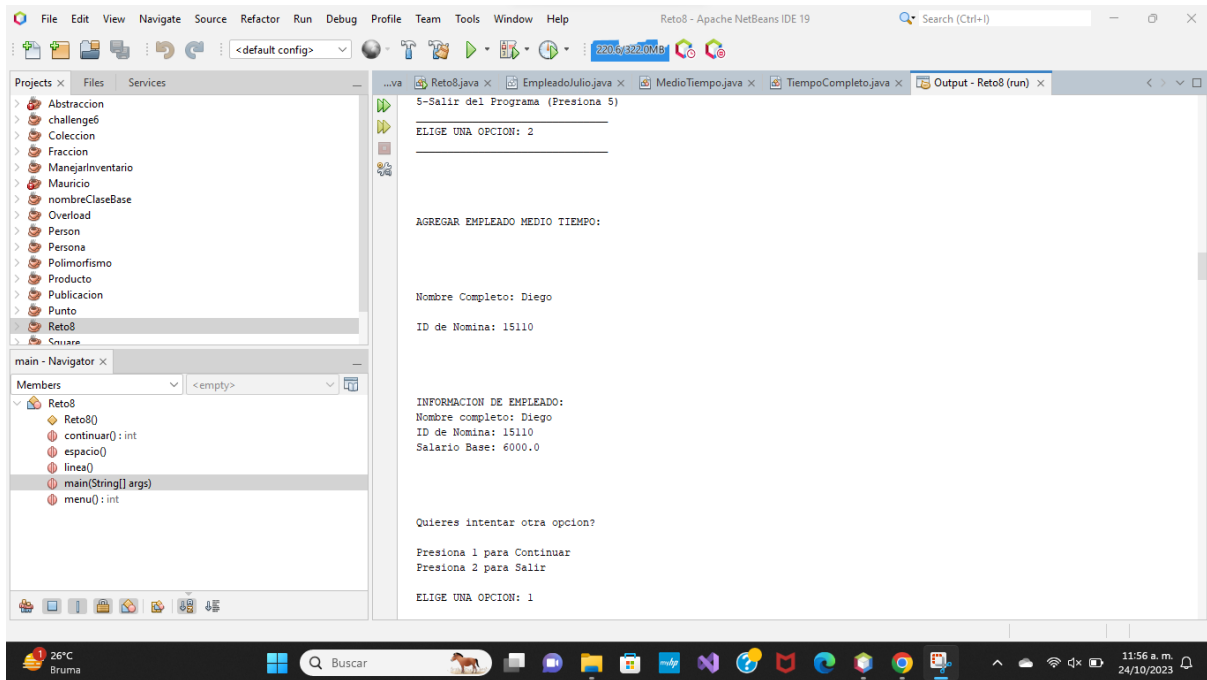 File Edit View Navigate Source Refactor Run Debug Profile Team Tools Window Help
Reto8 - Apache NetBeans IDE 19
Search (Ctrl+I)
<default config>
220.6/322.0MB
Projects
Files
Services
Abstraccion
challenge6
Coleccion
Fraccion
ManejarInventario
Mauricio
nombreClaseBase
Overload
Person
Persona
Polimorfismo
Producto
Publicacion
Punto
Reto8
Square
main - Navigator
Members
<empty>
Reto8
Reto8()
continuar() : int
espacio()
linea()
main(String[] args)
menu() : int
...va
Reto8.java
EmpleadoJulio.java
MedioTiempo.java
TiempoCompleto.java
Output - Reto8 (run)
5-Salir del Programa (Presiona 5)
ELIGE UNA OPCION: 2
AGREGAR EMPLEADO MEDIO TIEMPO:
Nombre Completo: Diego
ID de Nomina: 15110
INFORMACION DE EMPLEADO:
Nombre completo: Diego
ID de Nomina: 15110
Salario Base: 6000.0
Quieres intentar otra opcion?
Presiona 1 para Continuar
Presiona 2 para Salir
ELIGE UNA OPCION: 1
1
26°C
Bruma
Buscar
mdp
11:56 a. m.
24/10/2023